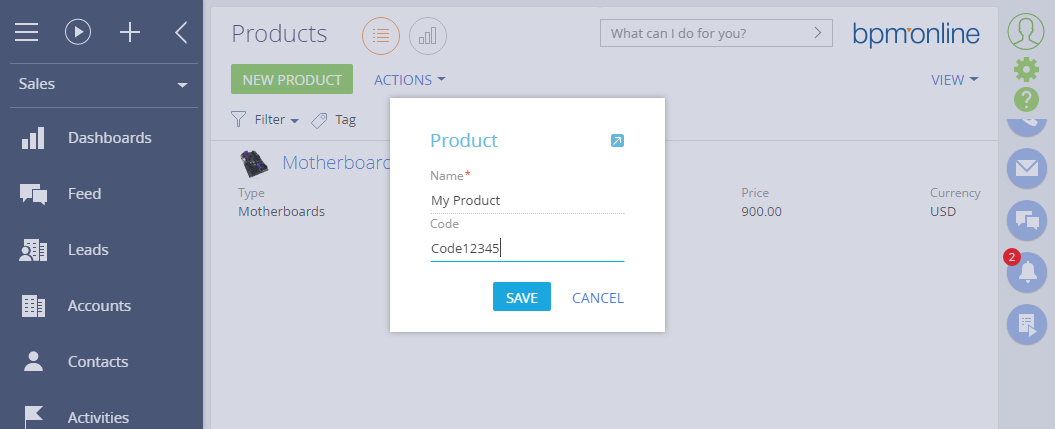 Products
What can I do for you?
bpm'online
Sales
NEW PRODUCT
ACTIONS
VIEW
Filter
Tag
Dashboards
Feed
Leads
Accounts
Contacts
Activities
Motherboard
Type
Motherboards
Price
900.00
Currency
USD
Product
Name*
My Product
Code
Code12345
SAVE
CANCEL
?
2